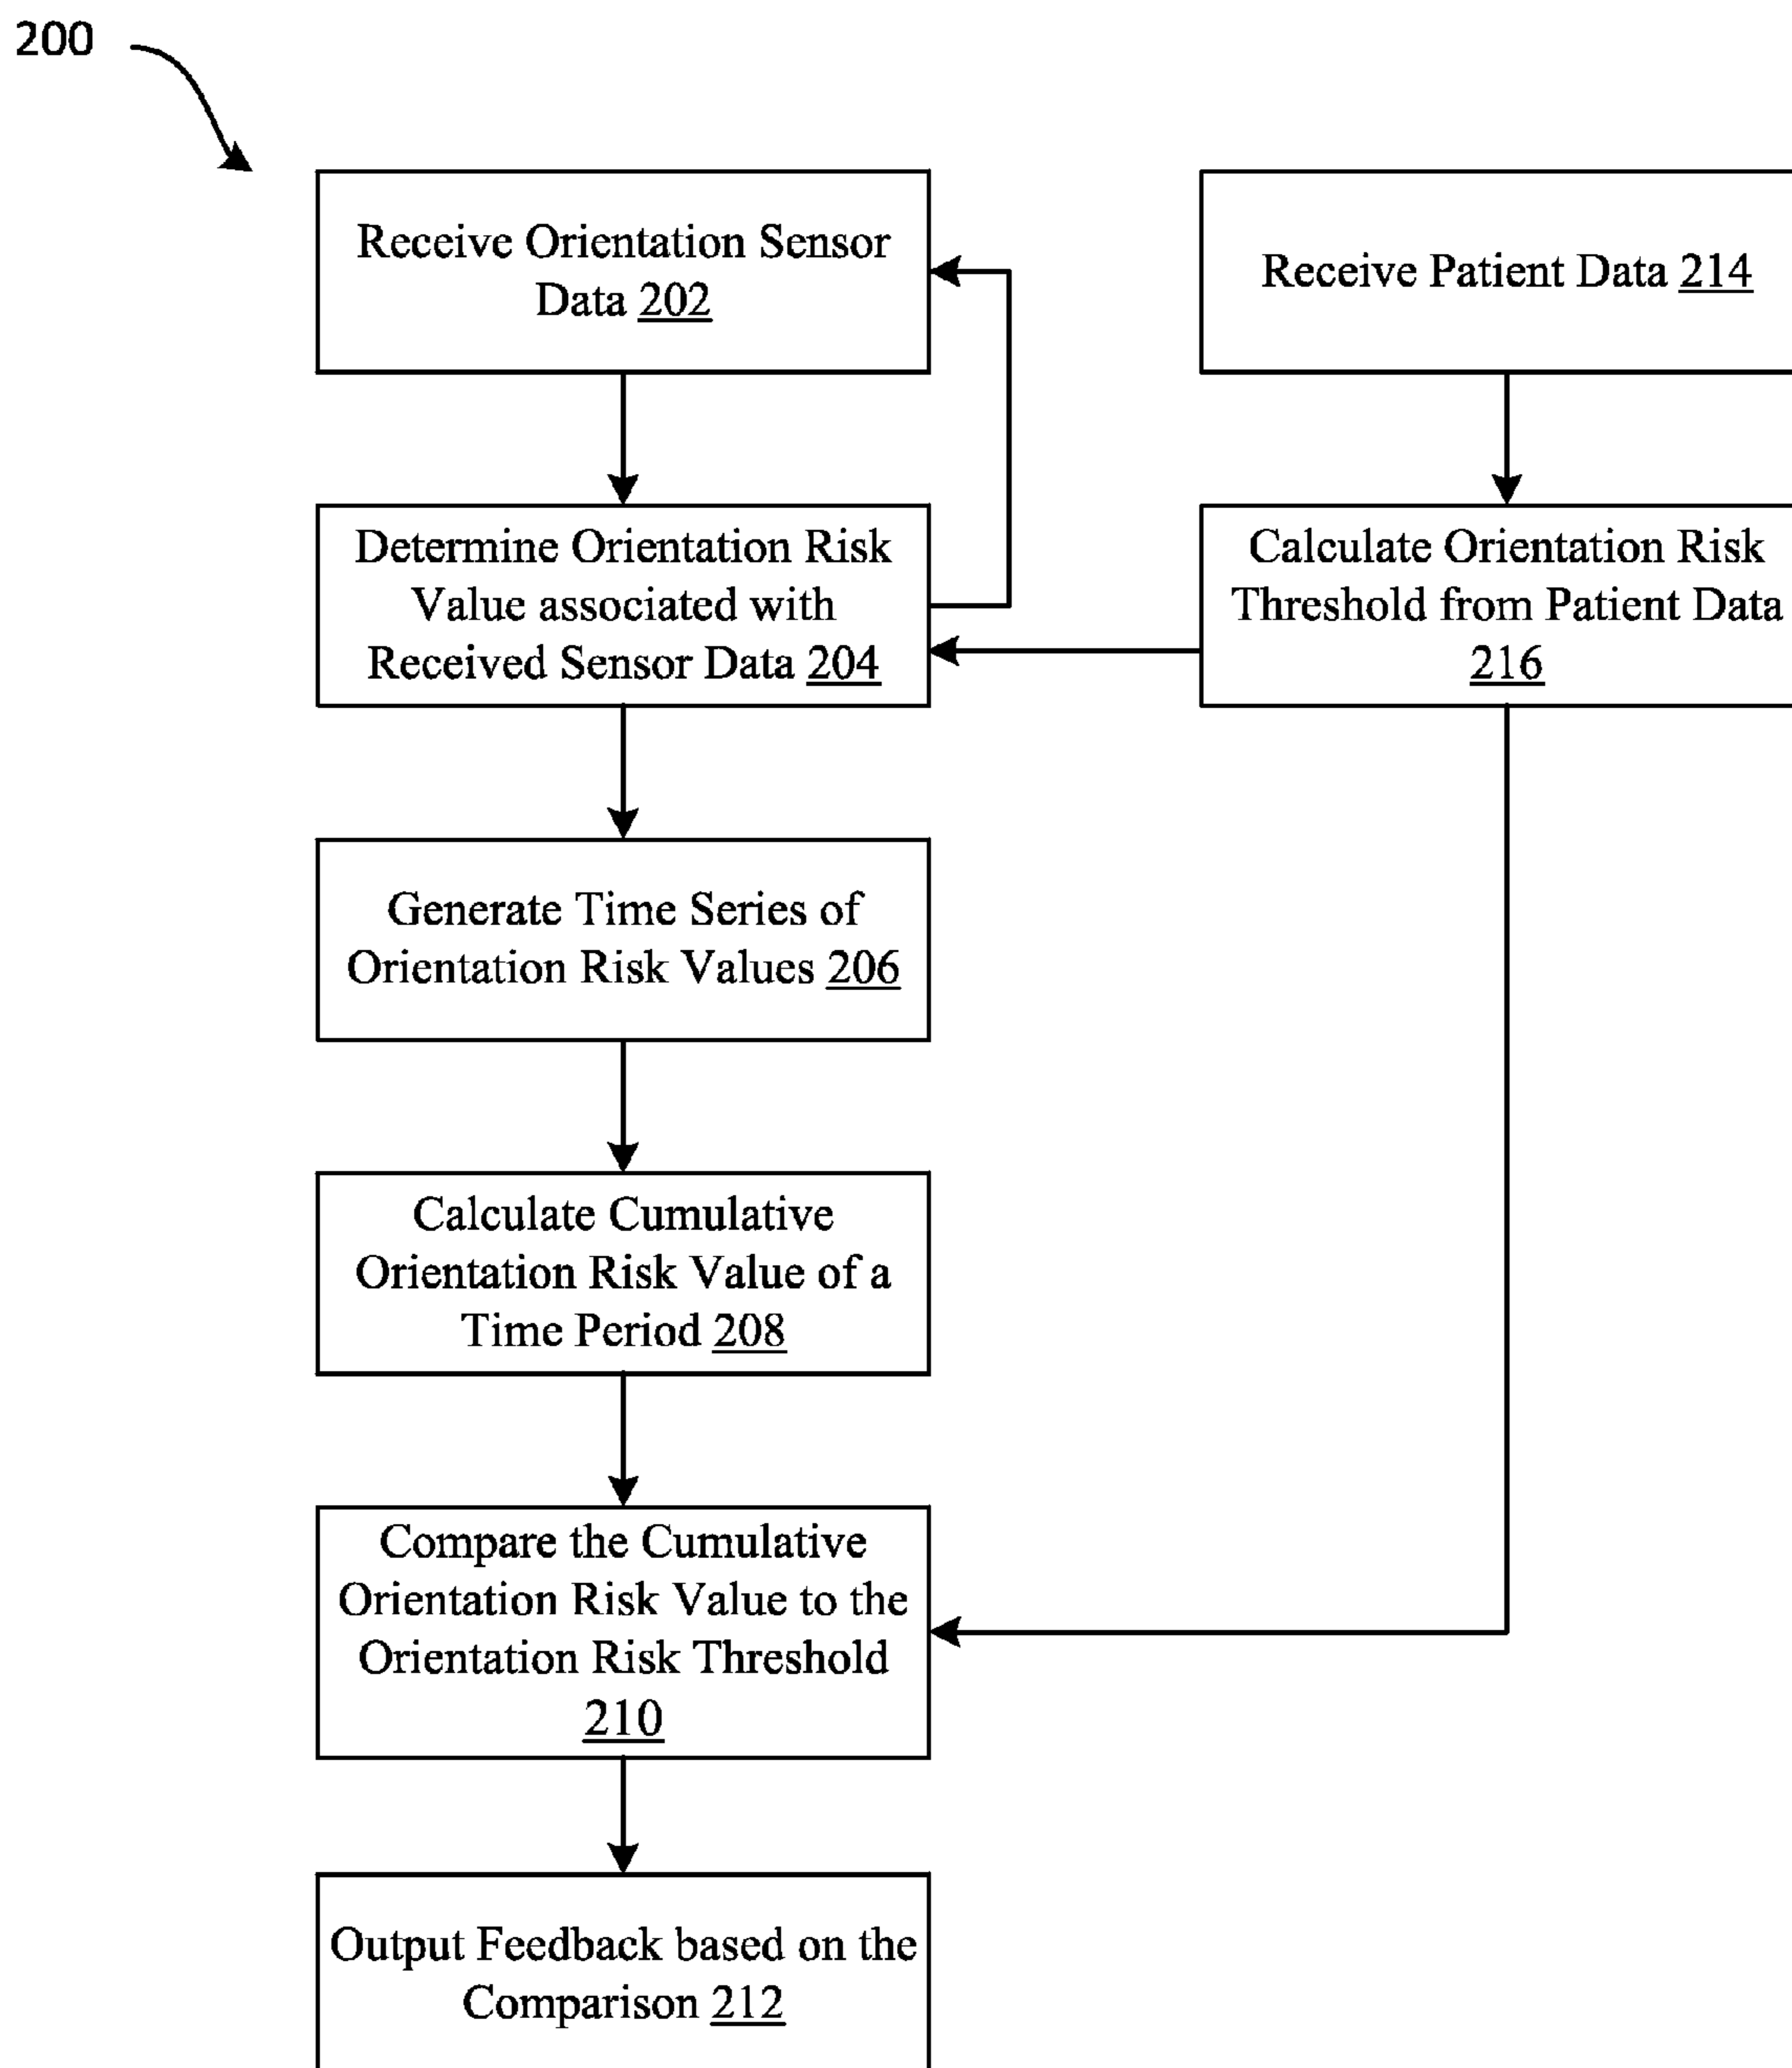 200
Receive Orientation Sensor
Data 202
Receive Patient Data 214
Determine Orientation Risk
Value associated with
Received Sensor Data 204
Calculate Orientation Risk
Threshold from Patient Data
216
Generate Time Series of
Orientation Risk Values 206
Calculate Cumulative
Orientation Risk Value of a
Time Period 208
Compare the Cumulative
Orientation Risk Value to the
Orientation Risk Threshold
210
Output Feedback based on the
Comparison 212